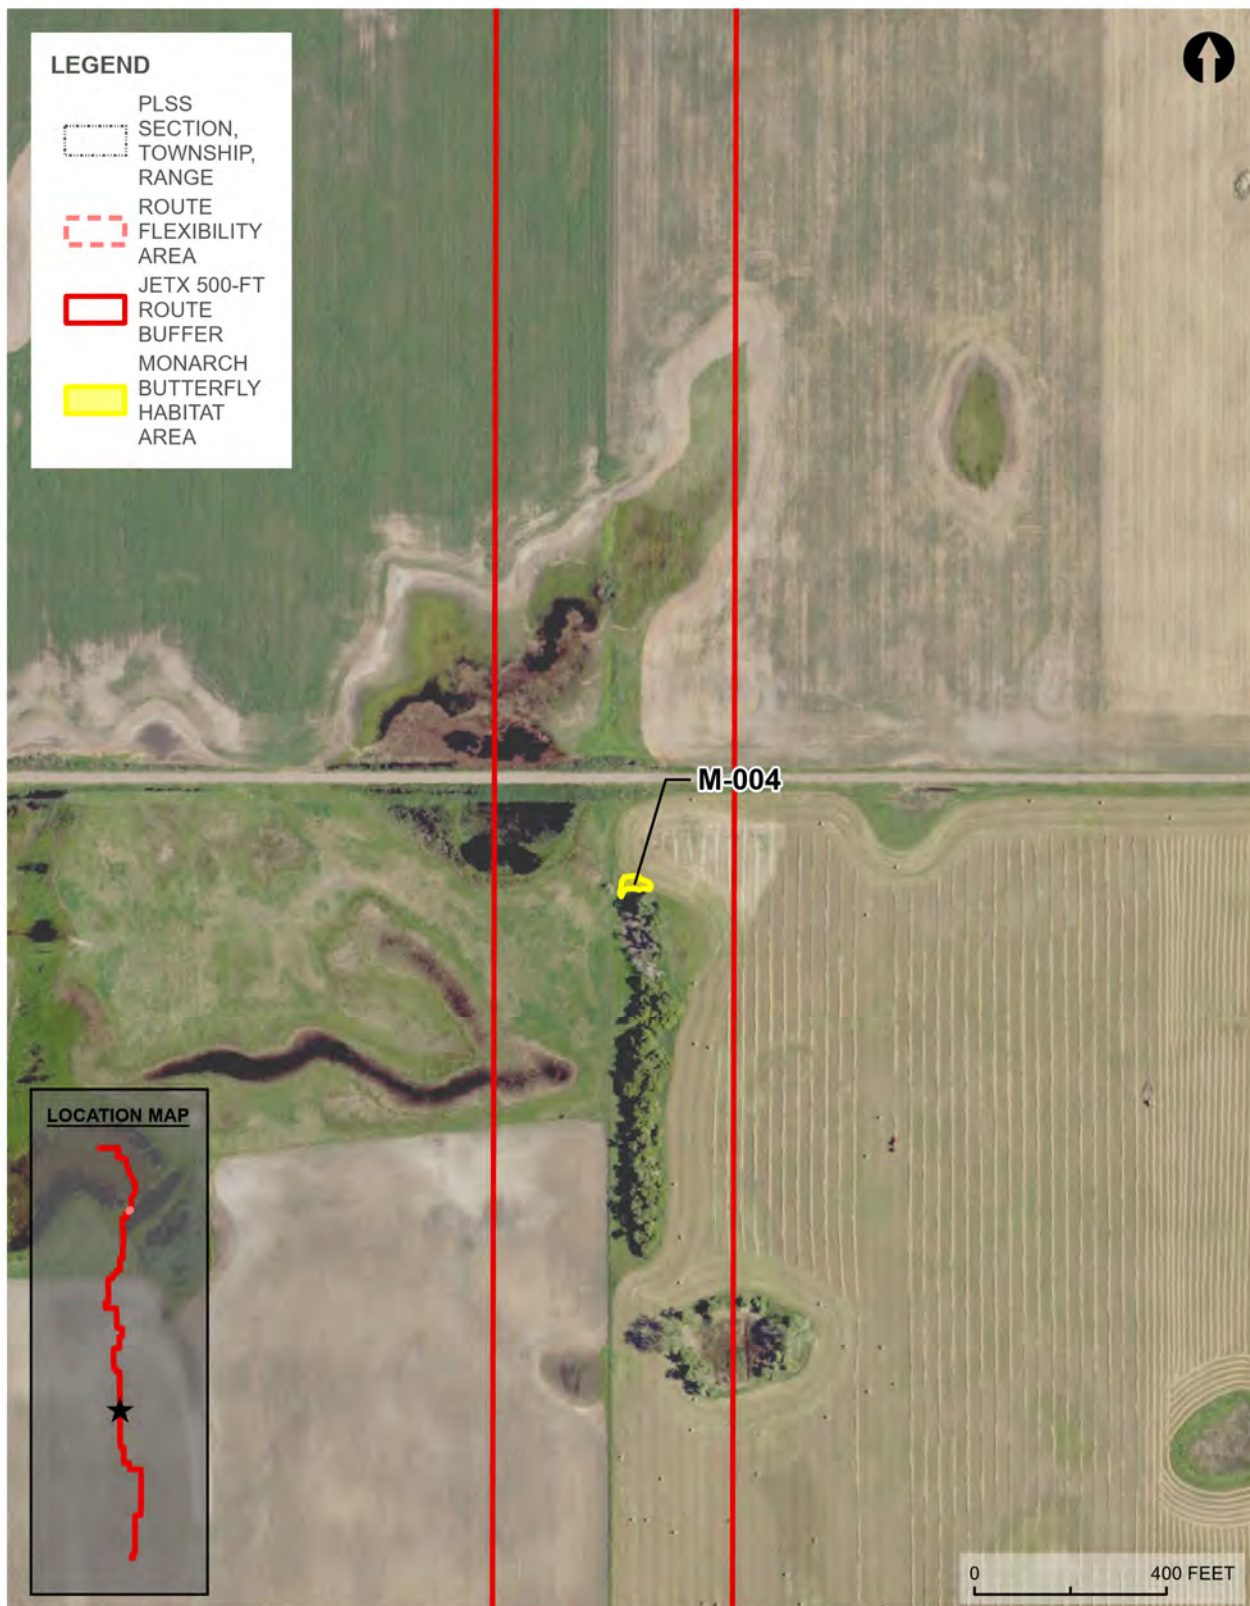 LEGEND
PLSS
SECTION,
TOWNSHIP,
RANGE
ROUTE
FLEXIBILITY
AREA
JETX 500-FT
ROUTE
BUFFER
MONARCH
BUTTERFLY
HABITAT
AREA
M-004
LOCATION MAP
0 400 FEET